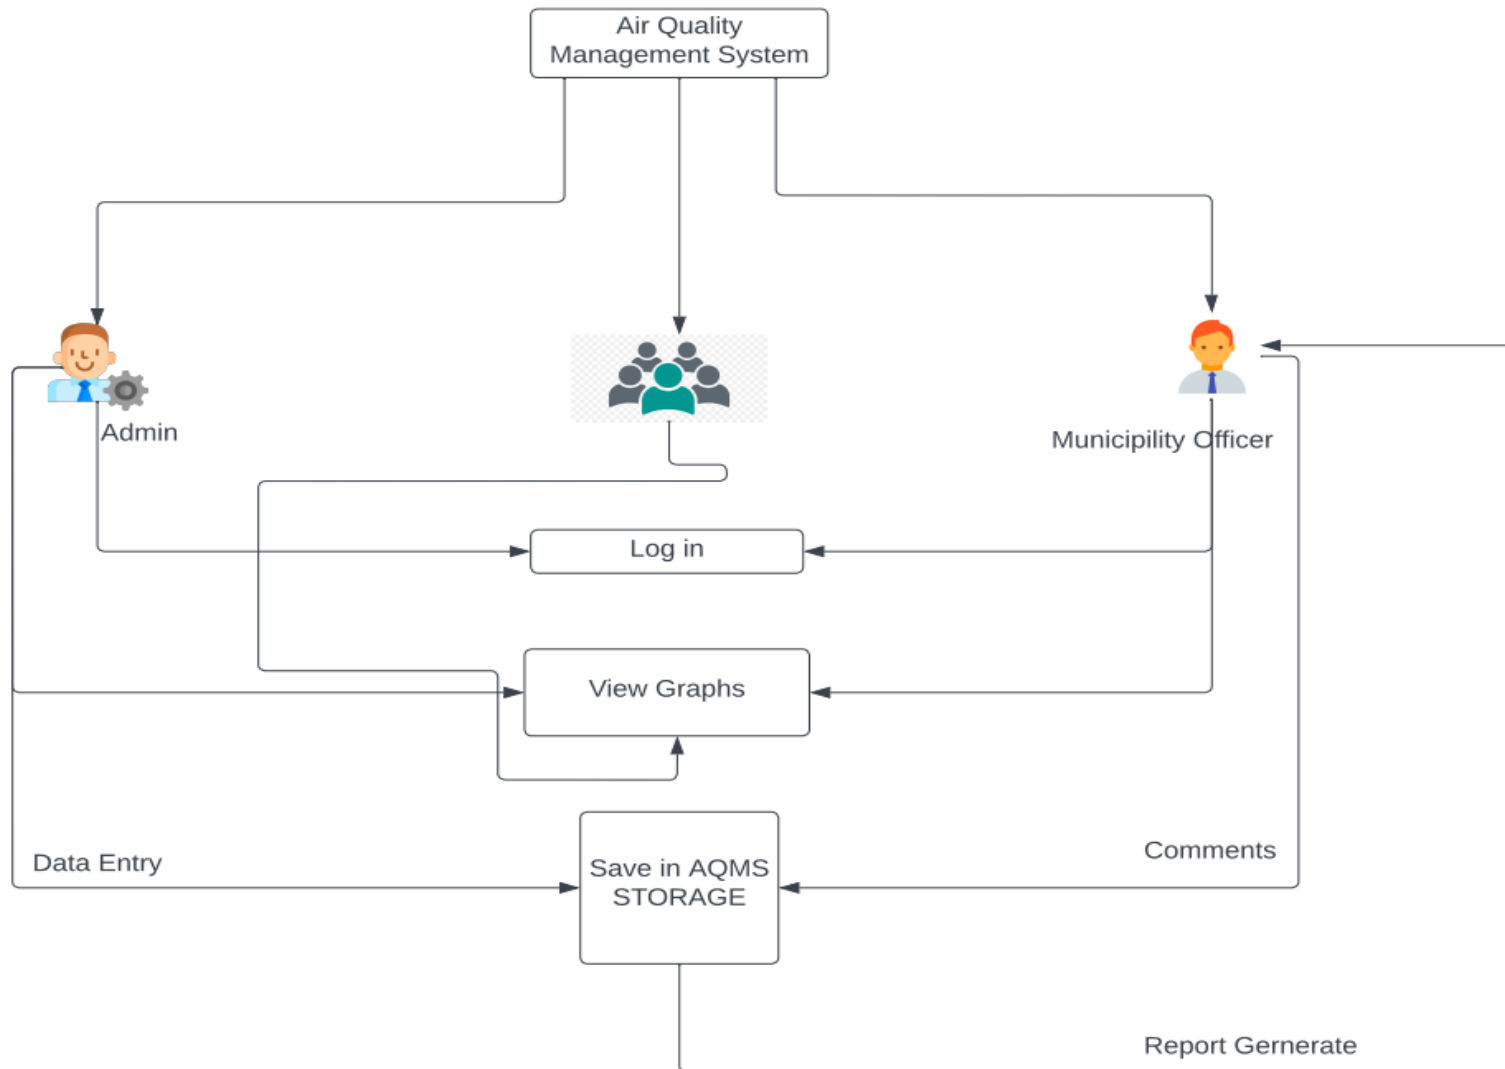 Air Quality
Management System
Admin
Municipility Officer
Log in
View Graphs
Data Entry
Comments
Save in AQMS
STORAGE
Report Gernerate